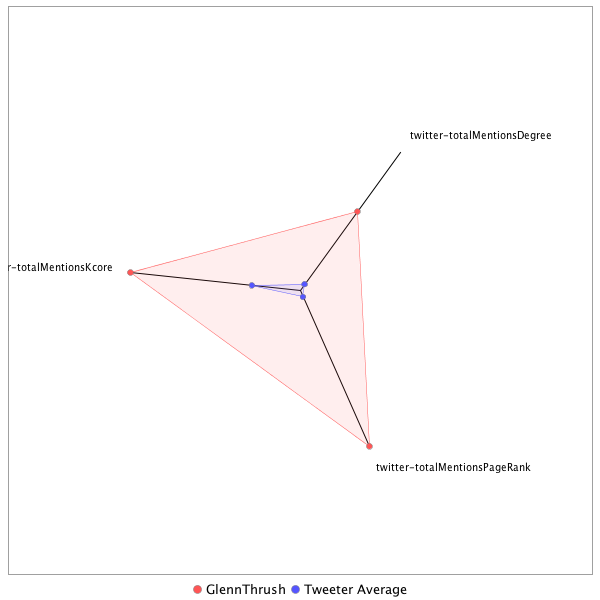 twitter-totalMentionsDegree
r-totalMentionsKcore
twitter-totalMentionsPageRank
GlennThrush Tweeter Average